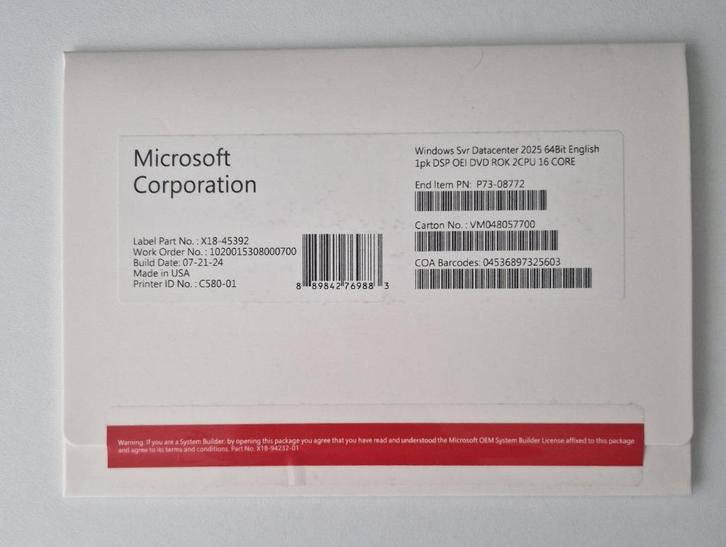 Microsoft
Corporation
Label Part No. : X18-45392
Work Order No. : 1020015308000700
Build Date: 07-21-24
Made in USA
Printer ID No. : C580-01
8 89842 76988 3
Windows Svr Datacenter 2025 64Bit English
1pk DSP OEI DVD ROK 2CPU 16 CORE
End Item PN: P73-08772
Carton No. : VM048057700
COA Barcodes: 04536897325603
Warning. If you are a System Builder: by opening this package you agree that you have read and understood the Microsoft OEM System Builder License affixed to this package
and agree to its terms and conditions. Part No. X18-94232-01